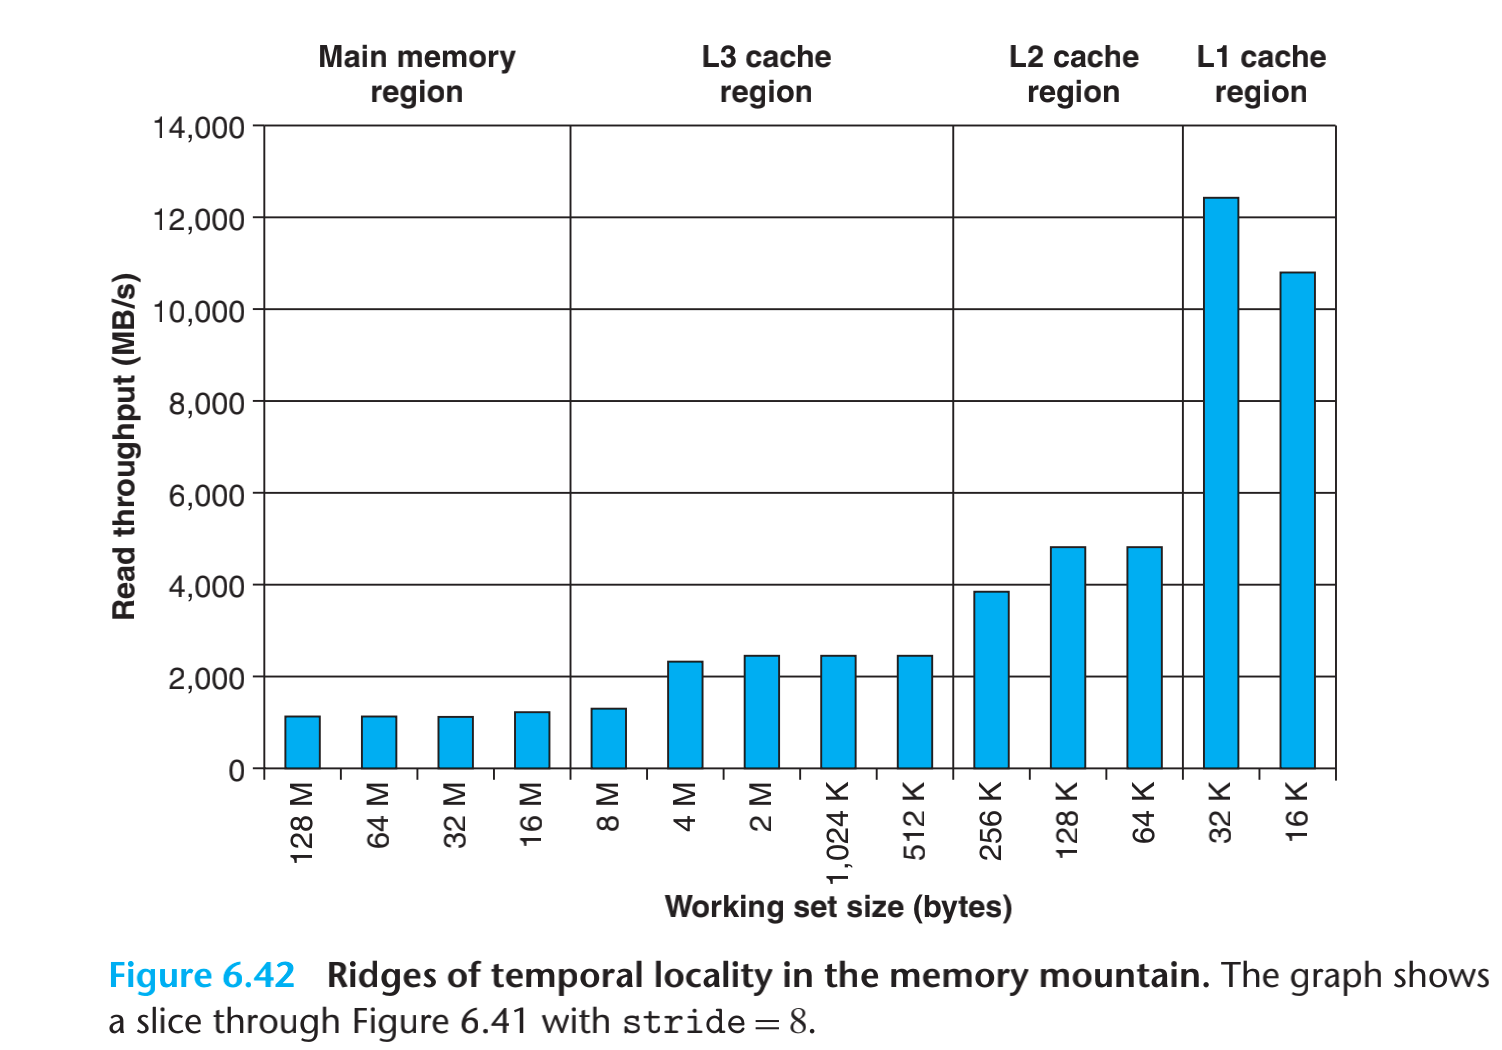 Main memory region
L3 cache region
L2 cache region
L1 cache region
14,000
12,000
10,000
8,000
6,000
4,000
2,000
0
Read throughput (MB/s)
128 M
64 M
32 M
16 M
8 M
4 M
2 M
1,024 K
512 K
256 K
128 K
64 K
32 K
16 K
Working set size (bytes)
Figure 6.42 Ridges of temporal locality in the memory mountain. The graph shows
a slice through Figure 6.41 with stride = 8.